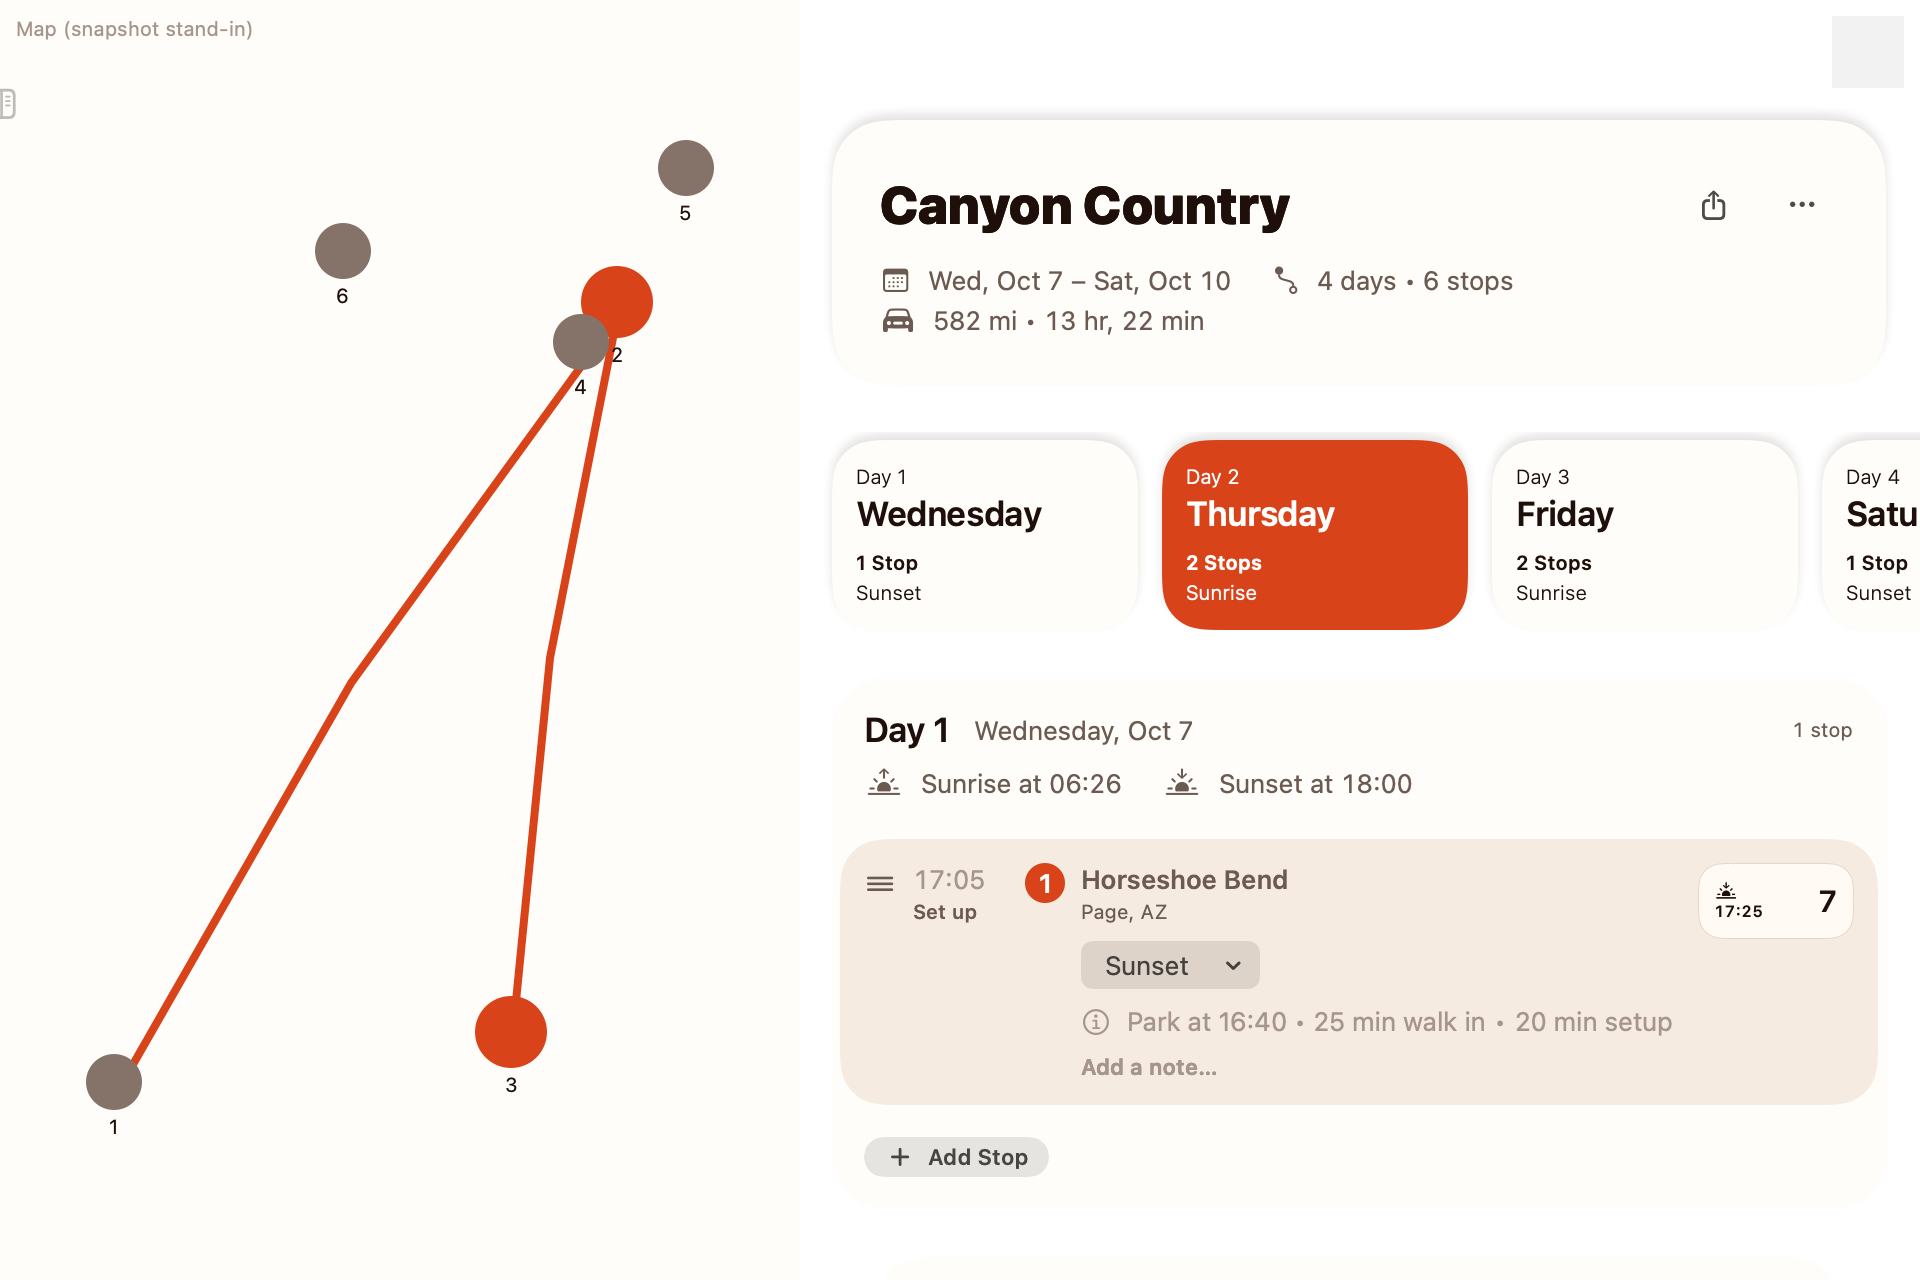 Map (snapshot stand-in)
5
6
2
4
3
1
Canyon Country
Wed, Oct 7 – Sat, Oct 10
4 days • 6 stops
582 mi • 13 hr, 22 min
Day 1
Wednesday
1 Stop
Sunset
Day 2
Thursday
2 Stops
Sunrise
Day 3
Friday
2 Stops
Sunrise
Day 4
Satu
1 Stop
Sunset
Day 1 Wednesday, Oct 7
1 stop
Sunrise at 06:26
Sunset at 18:00
17:05
Set up
1
Horseshoe Bend
Page, AZ
17:25
7
Sunset
Park at 16:40 • 25 min walk in • 20 min setup
Add a note...
Add Stop